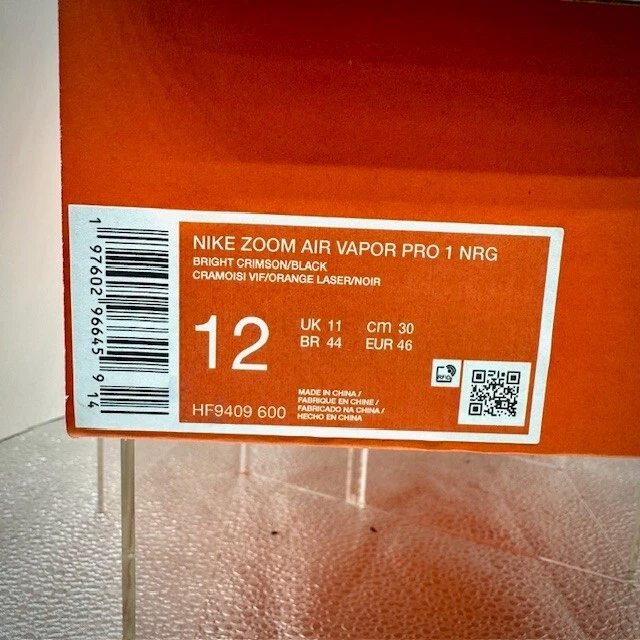 NIKE ZOOM AIR VAPOR PRO 1 NRG
BRIGHT CRIMSON/BLACK
CRAMOISI VIF/ORANGE LASER/NOIR
12
UK 11 cm 30
BR 44 EUR 46
HF9409 600
MADE IN CHINA /
FABRIQUE EN CHINE /
FABRICADO NA CHINA /
HECHO EN CHINA
RFID
1 97602 96645 9 14